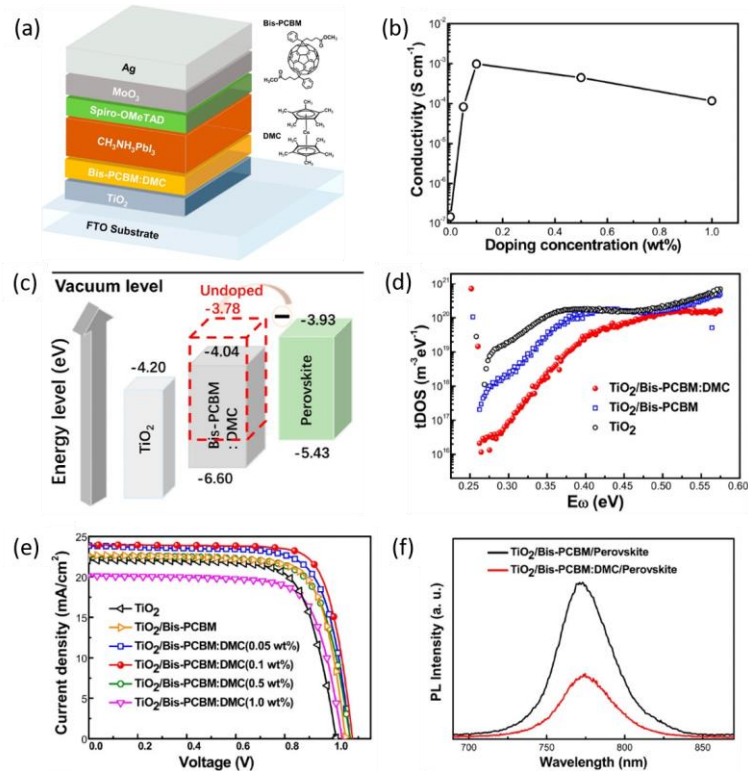 (a)
Bis-PCBM
OCH₃
H₃CO
DMC
Ag
MoO₃
Spiro-OMeTAD
CH₃NH₃PbI₃
Bis-PCBM:DMC
TiO₂
FTO Substrate
(b)
Conductivity (S cm⁻¹)
10⁻²
10⁻³
10⁻⁴
10⁻⁵
10⁻⁶
10⁻⁷
0.0 0.2 0.4 0.6 0.8 1.0
Doping concentration (wt%)
(c)
Vacuum level
Energy level (eV)
Undoped
-3.78
-3.93
-4.04
-4.20
TiO₂
Bis-PCBM
: DMC
Perovskite
-5.43
-6.60
(d)
tDOS (m⁻³ eV⁻¹)
10²¹
10²⁰
10¹⁹
10¹⁸
10¹⁷
10¹⁶
TiO₂/Bis-PCBM:DMC
TiO₂/Bis-PCBM
TiO₂
0.20 0.25 0.30 0.35 0.40 0.45 0.50 0.55 0.60
Eω (eV)
(e)
Current density (mA/cm²)
25
20
15
10
5
0
TiO₂
TiO₂/Bis-PCBM
TiO₂/Bis-PCBM:DMC(0.05 wt%)
TiO₂/Bis-PCBM:DMC(0.1 wt%)
TiO₂/Bis-PCBM:DMC(0.5 wt%)
TiO₂/Bis-PCBM:DMC(1.0 wt%)
0.0 0.2 0.4 0.6 0.8 1.0
Voltage (V)
(f)
PL Intensity (a. u.)
TiO₂/Bis-PCBM/Perovskite
TiO₂/Bis-PCBM:DMC/Perovskite
700 750 800 850
Wavelength (nm)